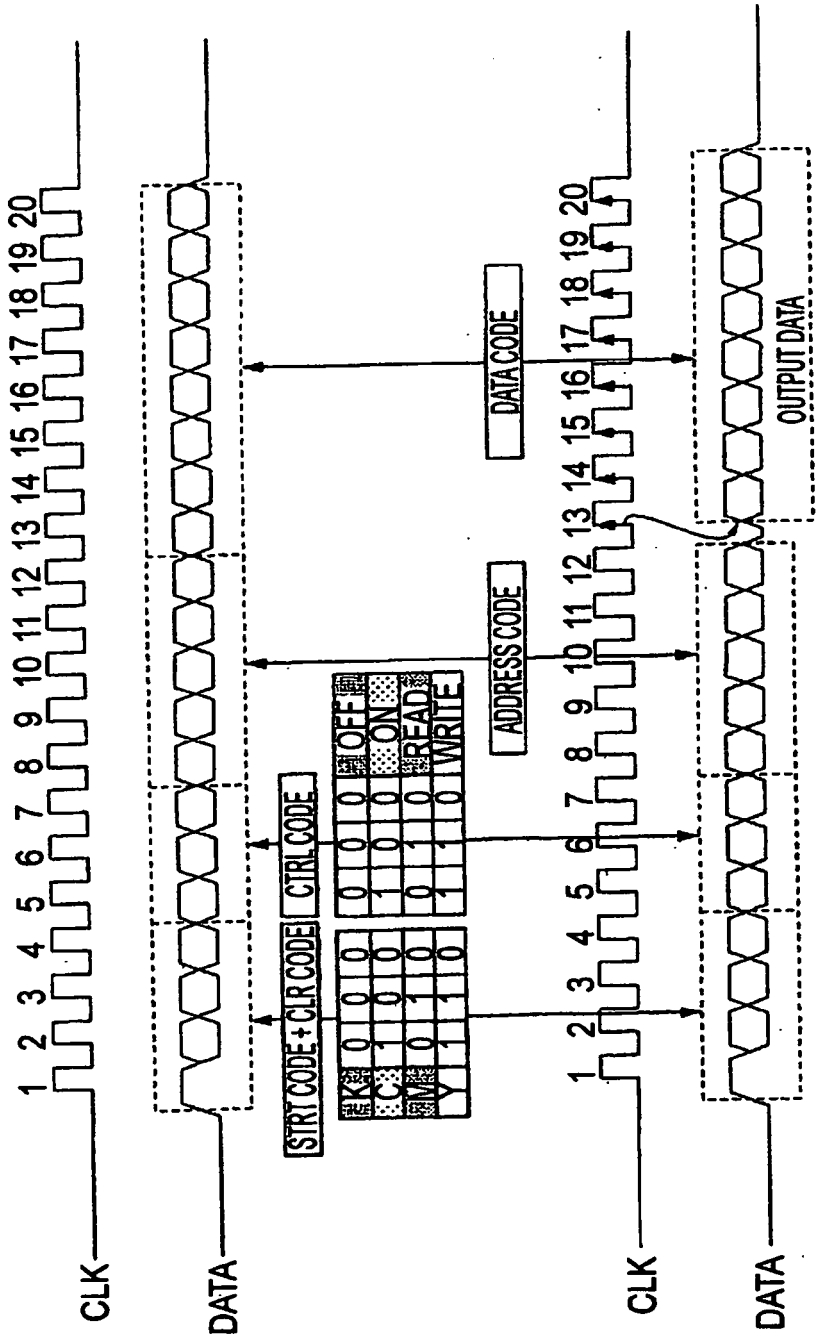 CLK
1 2 3 4 5 6 7 8 9 10 11 12 13 14 15 16 17 18 19 20
DATA
STRT CODE + CLR CODE
K 0 0 0
C 1 0 0
M 0 1 0
Y 1 1 0
CTRL CODE
0 0 0 OFF
1 0 0 ON
0 1 0 READ
1 1 0 WRITE
ADDRESS CODE
DATA CODE
CLK
1 2 3 4 5 6 7 8 9 10 11 12 13 14 15 16 17 18 19 20
DATA
OUTPUT DATA